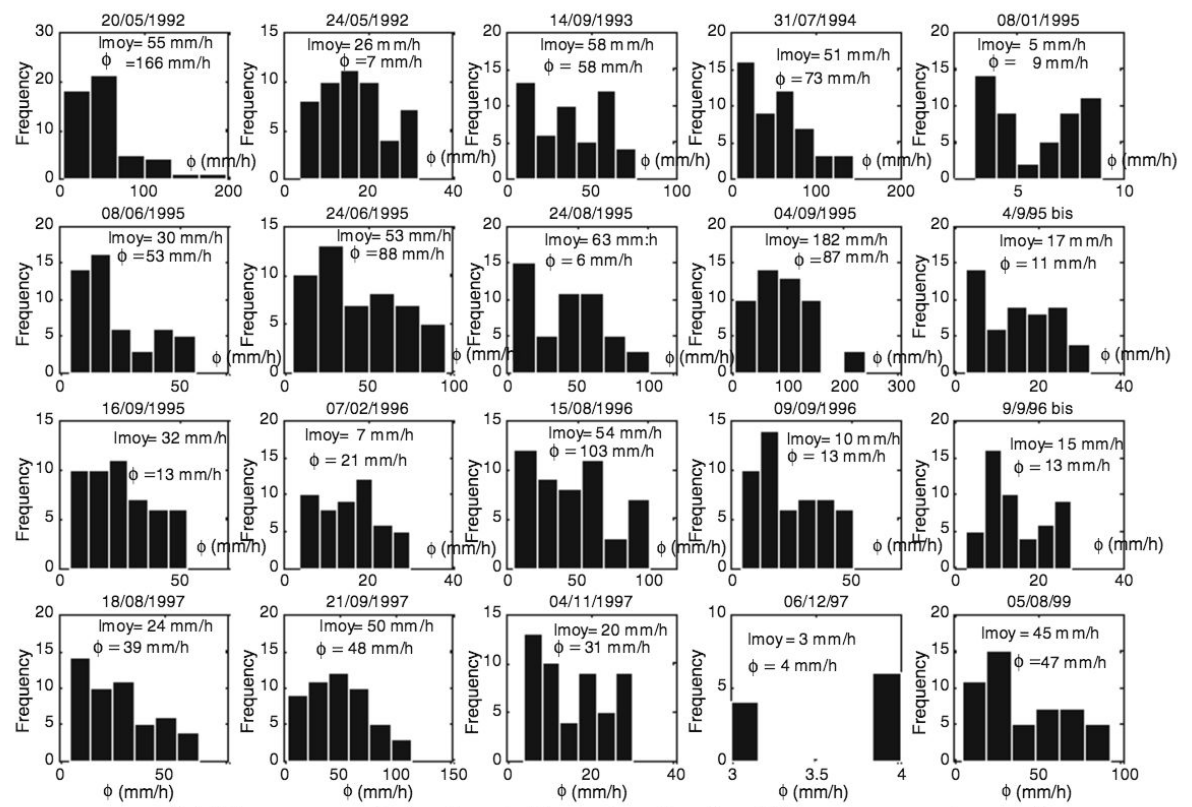 20/05/1992 24/05/1992 14/09/1993 31/07/1994 08/01/1995
30 15 20 20 20
Imoy= 55 mm/h Imoy= 26 mm/h Imoy= 58 mm/h Imoy= 51 mm/h Imoy= 5 mm/h
ϕ =166 mm/h ϕ =7 mm/h ϕ = 58 mm/h ϕ = 73 mm/h ϕ = 9 mm/h
20 10 15 15 15
Frequency Frequency Frequency Frequency Frequency
10 5 10 10 10
5 5 5
ϕ (mm/h) ϕ (mm/h) ϕ (mm/h) ϕ (mm/h) ϕ (mm/h)
0 0 0 0 0
0 100 200 0 20 40 0 50 100 0 100 200 5 10
08/06/1995 24/06/1995 24/08/1995 04/09/1995 4/9/95 bis
20 15 20 20 20
Imoy= 30 mm/h Imoy= 53 mm/h Imoy= 63 mm:h Imoy= 182 mm/h Imoy= 17 mm/h
ϕ = 53 mm/h ϕ = 88 mm/h ϕ = 6 mm/h ϕ = 87 mm/h ϕ = 11 mm/h
15 10 15 15 15
Frequency Frequency Frequency Frequency Frequency
10 5 10 10 10
5 5 5 5
ϕ (mm/h) ϕ (mm/h) ϕ (mm/h) ϕ (mm/h) ϕ (mm/h)
0 0 0 0 0
0 50 0 50 100 0 50 100 0 100 200 300 0 20 40
16/09/1995 07/02/1996 15/08/1996 09/09/1996 9/9/96 bis
15 20 15 15 20
Imoy= 32 mm/h Imoy= 7 mm/h Imoy= 54 mm/h Imoy= 10 mm/h Imoy= 15 mm/h
ϕ =13 mm/h ϕ = 21 mm/h ϕ = 103 mm/h ϕ = 13 mm/h ϕ = 13 mm/h
10 15 10 10 15
Frequency Frequency Frequency Frequency Frequency
5 10 5 5 10
5 5
ϕ (mm/h) ϕ (mm/h) ϕ (mm/h) ϕ (mm/h) ϕ (mm/h)
0 0 0 0 0
0 50 0 20 40 0 50 100 0 50 0 20 40
18/08/1997 21/09/1997 04/11/1997 06/12/97 05/08/99
20 20 15 10 20
Imoy= 24 mm/h Imoy= 50 mm/h Imoy= 20 mm/h Imoy= 3 mm/h Imoy= 45 mm/h
ϕ = 39 mm/h ϕ = 48 mm/h ϕ = 31 mm/h ϕ = 4 mm/h ϕ =47 mm/h
15 15 10 5 15
Frequency Frequency Frequency Frequency Frequency
10 10 5 10
5 5 5
0 0 0 0 0
0 50 0 50 100 150 0 20 40 3 3.5 4 0 50 100
ϕ (mm/h) ϕ (mm/h) ϕ (mm/h) ϕ (mm/h) ϕ (mm/h)